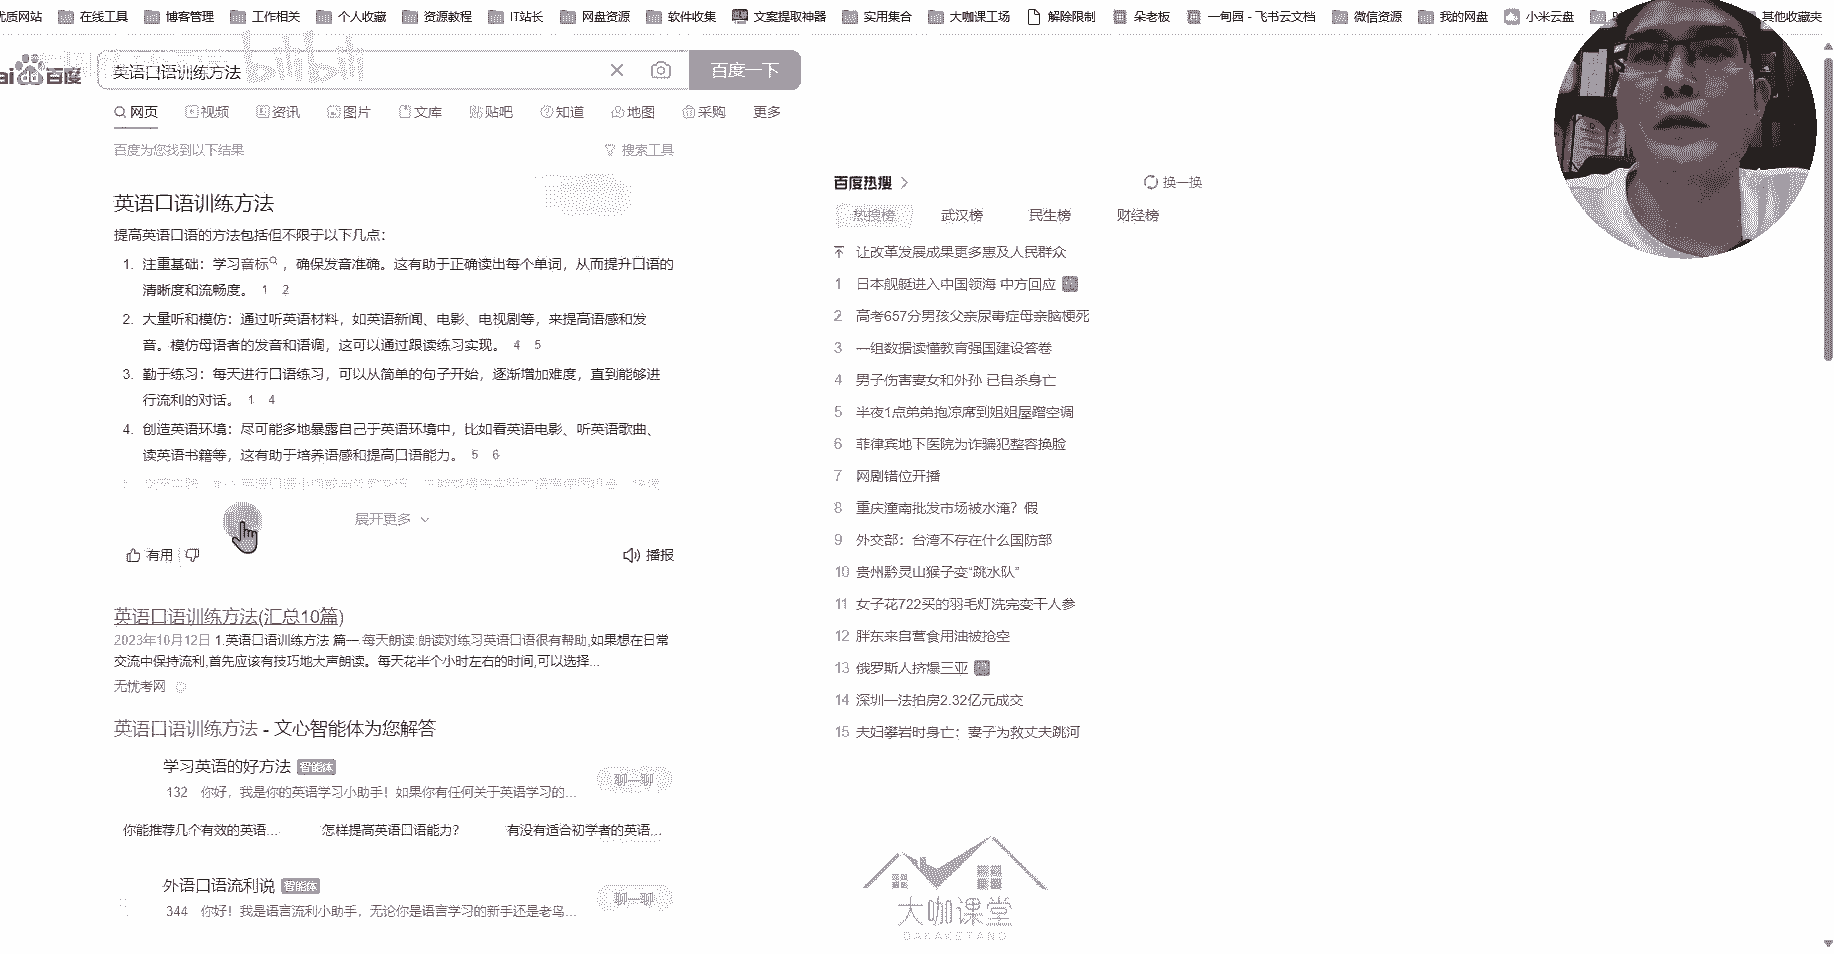 优质网站 在线工具 博客管理 工作相关 个人收藏 资源教程 IT站长 网盘资源 软件收集 文案提取神器 实用集合 大咖课工场 解除限制 朵老板 一甸园 - 飞书云文档 微信资源 我的网盘 小米云盘 其他收藏夹
Bai du 百度 英语口语训练方法 百度一下
bilibili
网页 视频 资讯 图片 文库 贴吧 知道 地图 采购 更多
百度为您找到以下结果 搜索工具
英语口语训练方法
提高英语口语的方法包括但不限于以下几点：
1. 注重基础：学习音标，确保发音准确。这有助于正确读出每个单词，从而提升口语的
清晰度和流畅度。 1 2
2. 大量听和模仿：通过听英语材料，如英语新闻、电影、电视剧等，来提高语感和发
音。模仿母语者的发音和语调，这可以通过跟读练习实现。 4 5
3. 勤于练习：每天进行口语练习，可以从简单的句子开始，逐渐增加难度，直到能够进
行流利的对话。 1 4
4. 创造英语环境：尽可能多地暴露自己于英语环境中，比如看英语电影、听英语歌曲、
读英语书籍等，这有助于培养语感和提高口语能力。 5 6
展开更多
有用 播报
英语口语训练方法(汇总10篇)
2023年10月12日 1.英语口语训练方法 篇一 每天朗读:朗读对练习英语口语很有帮助,如果想在日常
交流中保持流利,首先应该有技巧地大声朗读。每天花半个小时左右的时间,可以选择...
无忧考网
英语口语训练方法 - 文心智能体为您解答
学习英语的好方法 智能体
132 你好，我是你的英语学习小助手！如果你有任何关于英语学习的...
聊一聊
你能推荐几个有效的英语... 怎样提高英语口语能力？ 有没有适合初学者的英语...
外语口语流利说 智能体
344 你好！我是语言流利小助手，无论你是语言学习的新手还是老鸟...
聊一聊
百度热搜 换一换
热搜榜 武汉榜 民生榜 财经榜
让改革发展成果更多惠及人民群众
1 日本舰艇进入中国领海 中方回应
2 高考657分男孩父亲尿毒症母亲脑梗死
3 一组数据读懂教育强国建设答卷
4 男子伤害妻女和外孙 已自杀身亡
5 半夜1点弟弟抱凉席到姐姐屋蹭空调
6 菲律宾地下医院为诈骗犯整容换脸
7 网剧错位开播
8 重庆潼南批发市场被水淹？假
9 外交部：台湾不存在什么国防部
10 贵州黔灵山猴子变“跳水队”
11 女子花722买的羽毛灯洗完变千人参
12 胖东来自营食用油被抢空
13 俄罗斯人挤爆三亚
14 深圳一法拍房2.32亿元成交
15 夫妇攀岩时身亡：妻子为救丈夫跳河
大咖课堂
DAKAKETANG